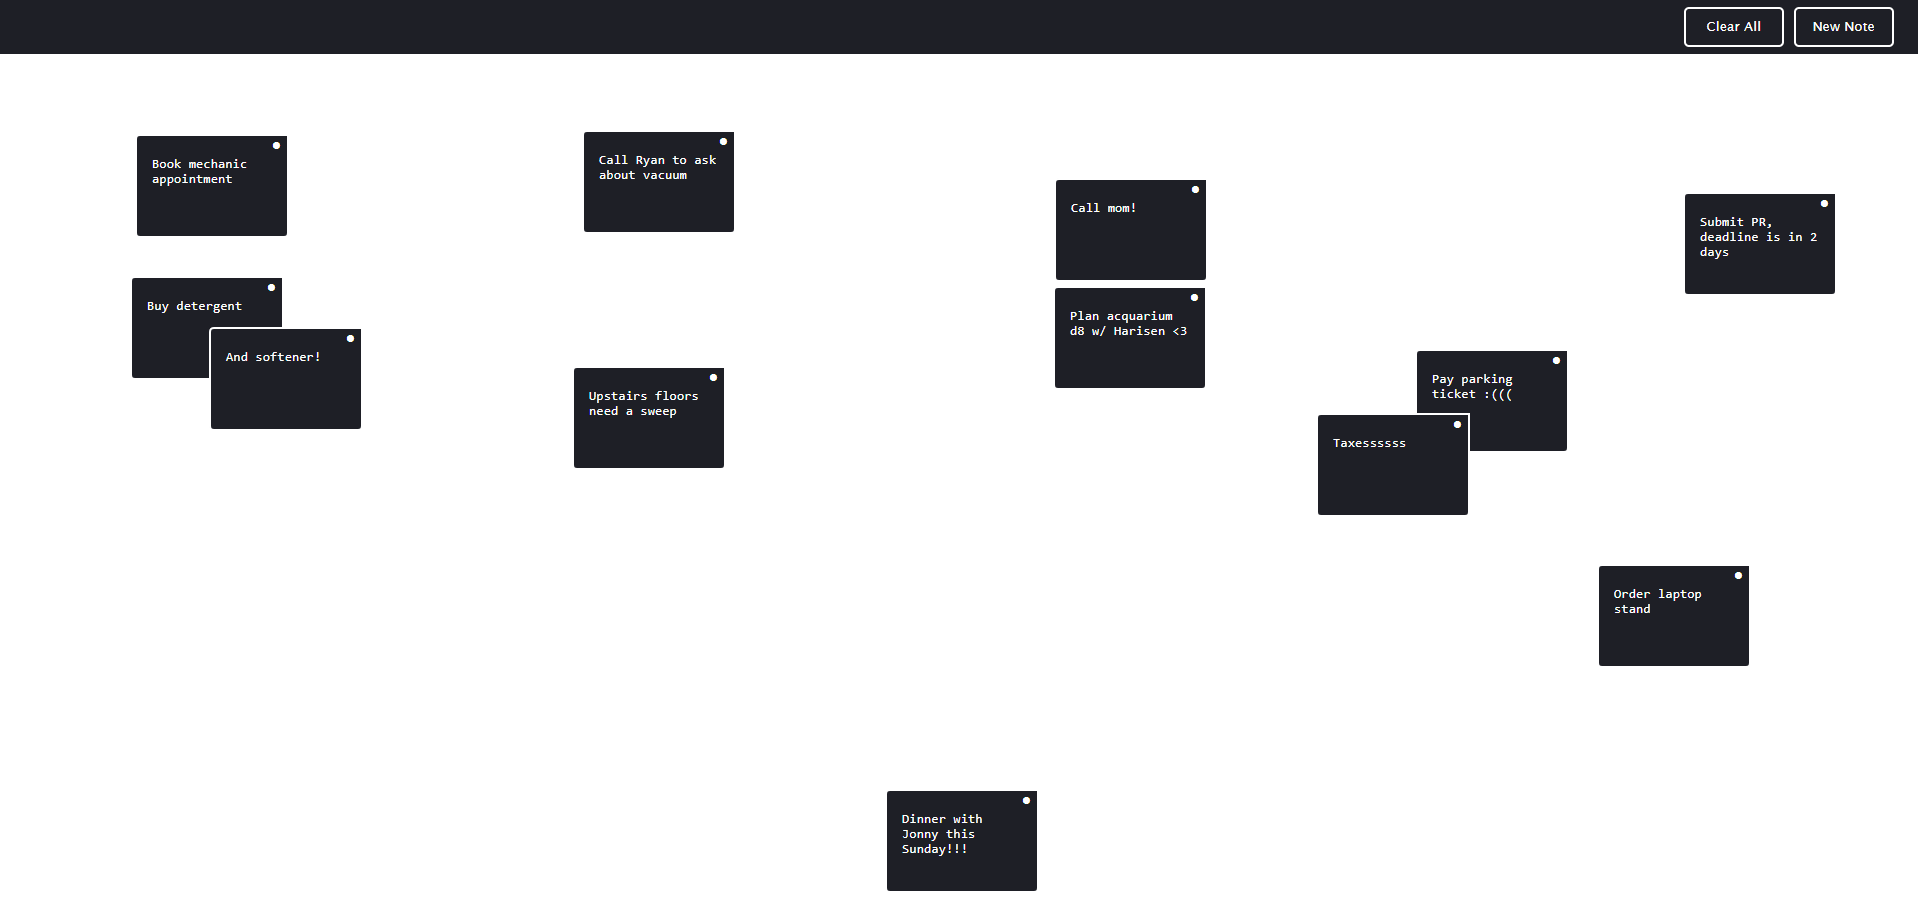 Clear All
New Note
Book mechanic
appointment
Call Ryan to ask
about vacuum
Call mom!
Submit PR,
deadline is in 2
days
Buy detergent
And softener!
Plan acquarium
d8 w/ Harisen <3
Upstairs floors
need a sweep
Pay parking
ticket :(((
Taxessssss
Order laptop
stand
Dinner with
Jonny this
Sunday!!!